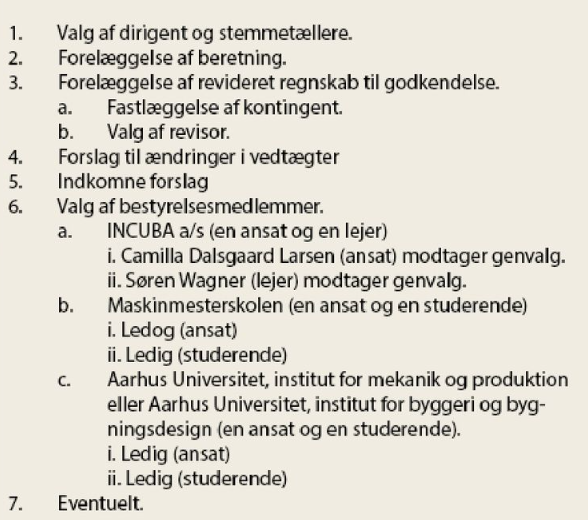 1. Valg af dirigent og stemmetællere.
2. Forelæggelse af beretning.
3. Forelæggelse af revideret regnskab til godkendelse.
a. Fastlæggelse af kontingent.
b. Valg af revisor.
4. Forslag til ændringer i vedtægter
5. Indkomne forslag
6. Valg af bestyrelsesmedlemmer.
a. INCUBA a/s (en ansat og en lejer)
i. Camilla Dalsgaard Larsen (ansat) modtager genvalg.
ii. Søren Wagner (lejer) modtager genvalg.
b. Maskinmesterskolen (en ansat og en studerende)
i. Ledog (ansat)
ii. Ledig (studerende)
c. Aarhus Universitet, institut for mekanik og produktion
eller Aarhus Universitet, institut for byggeri og byg-
ningsdesign (en ansat og en studerende).
i. Ledig (ansat)
ii. Ledig (studerende)
7. Eventuelt.